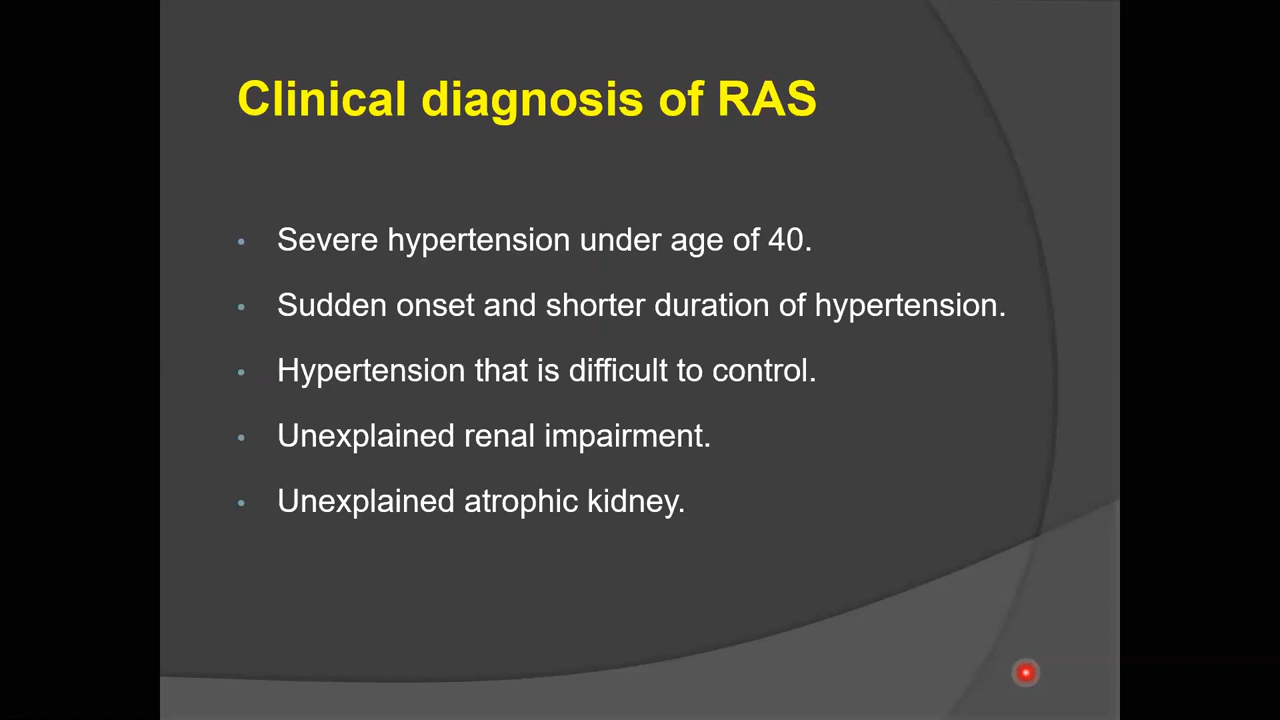 Clinical diagnosis of RAS
• Severe hypertension under age of 40.
• Sudden onset and shorter duration of hypertension.
• Hypertension that is difficult to control.
• Unexplained renal impairment.
• Unexplained atrophic kidney.